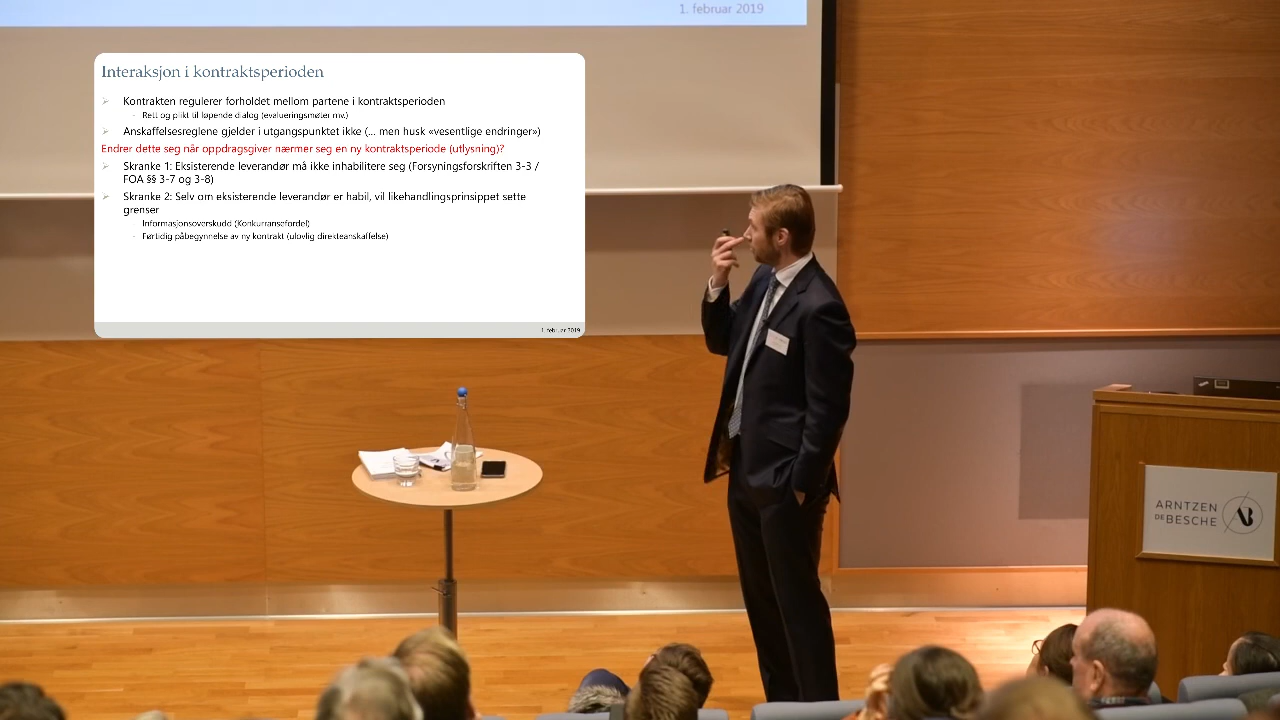 1. februar 2019
Interaksjon i kontraktsperioden
Kontrakten regulerer forholdet mellom partene i kontraktsperioden
- Rett og plikt til løpende dialog (evalueringsmøter mv.)
Anskaffelsesreglene gjelder i utgangspunktet ikke (… men husk «vesentlige endringer»)
Endrer dette seg når oppdragsgiver nærmer seg en ny kontraktsperiode (utlysning)?
Skranke 1: Eksisterende leverandør må ikke inhabilitere seg (Forsyningsforskriften 3-3 /
FOA §§ 3-7 og 3-8)
Skranke 2: Selv om eksisterende leverandør er habil, vil likehandlingsprinsippet sette
grenser
- Informasjonsoverskudd (Konkurransefordel)
- Førtidig påbegynnelse av ny kontrakt (ulovlig direkteanskaffelse)
1. februar 2019
ARNTZEN
DE BESCHE